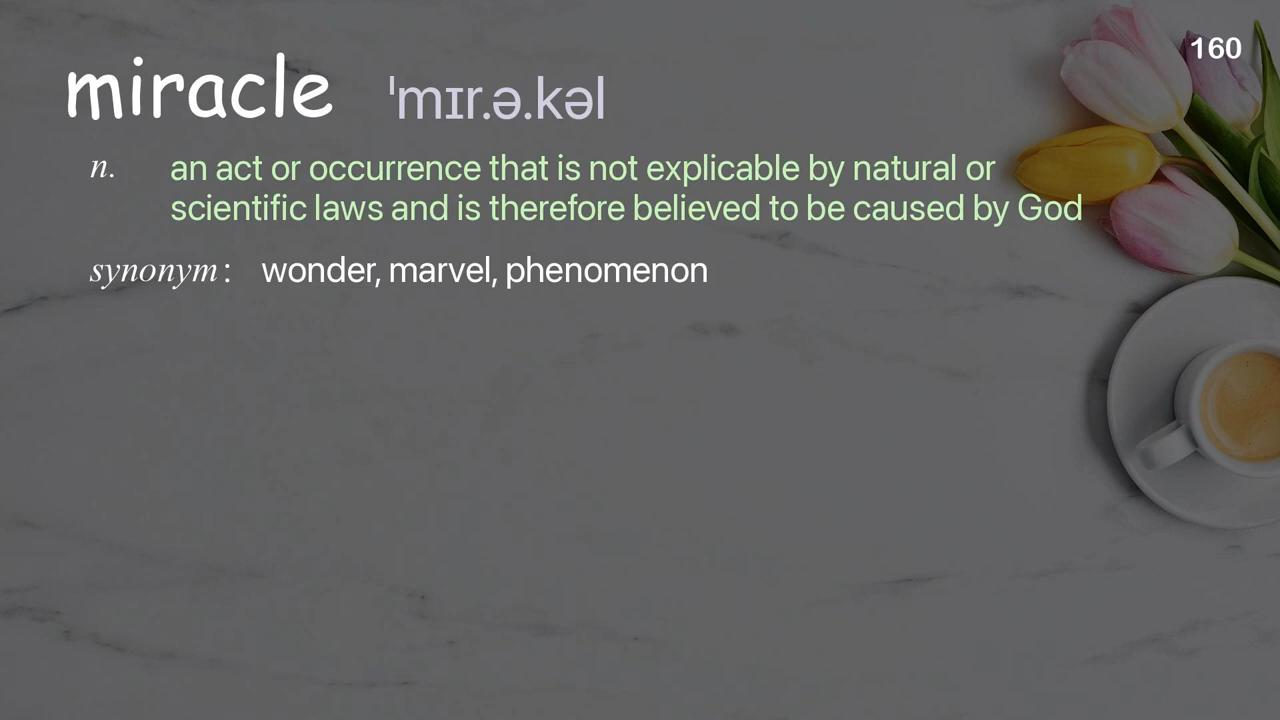 160
miracle ˈmɪr.ə.kəl
n. an act or occurrence that is not explicable by natural or
scientific laws and is therefore believed to be caused by God
synonym: wonder, marvel, phenomenon